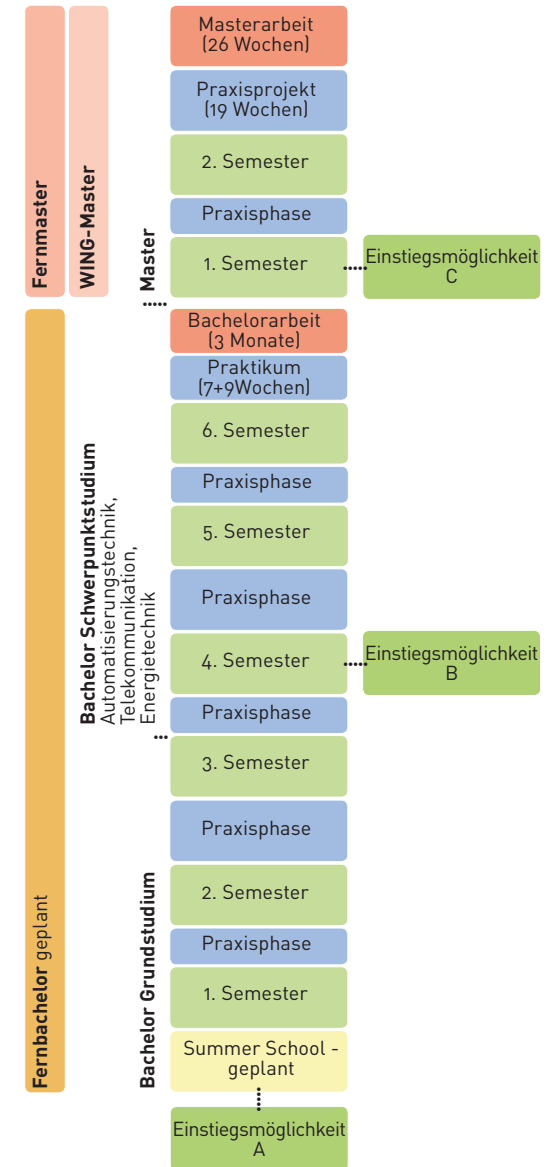 Masterarbeit
(26 Wochen)
Praxisprojekt
(19 Wochen)
2. Semester
Praxisphase
1. Semester
Einstiegsmöglichkeit
C
Fernmaster
WING-Master
Master
Bachelorarbeit
(3 Monate)
Praktikum
(7+9Wochen)
6. Semester
Praxisphase
5. Semester
Praxisphase
4. Semester
Einstiegsmöglichkeit
B
Praxisphase
3. Semester
Bachelor Schwerpunktstudium
Automatisierungstechnik,
Telekommunikation,
Energietechnik
Praxisphase
2. Semester
Praxisphase
1. Semester
Summer School -
geplant
Bachelor Grundstudium
Fernbachelor geplant
Einstiegsmöglichkeit
A